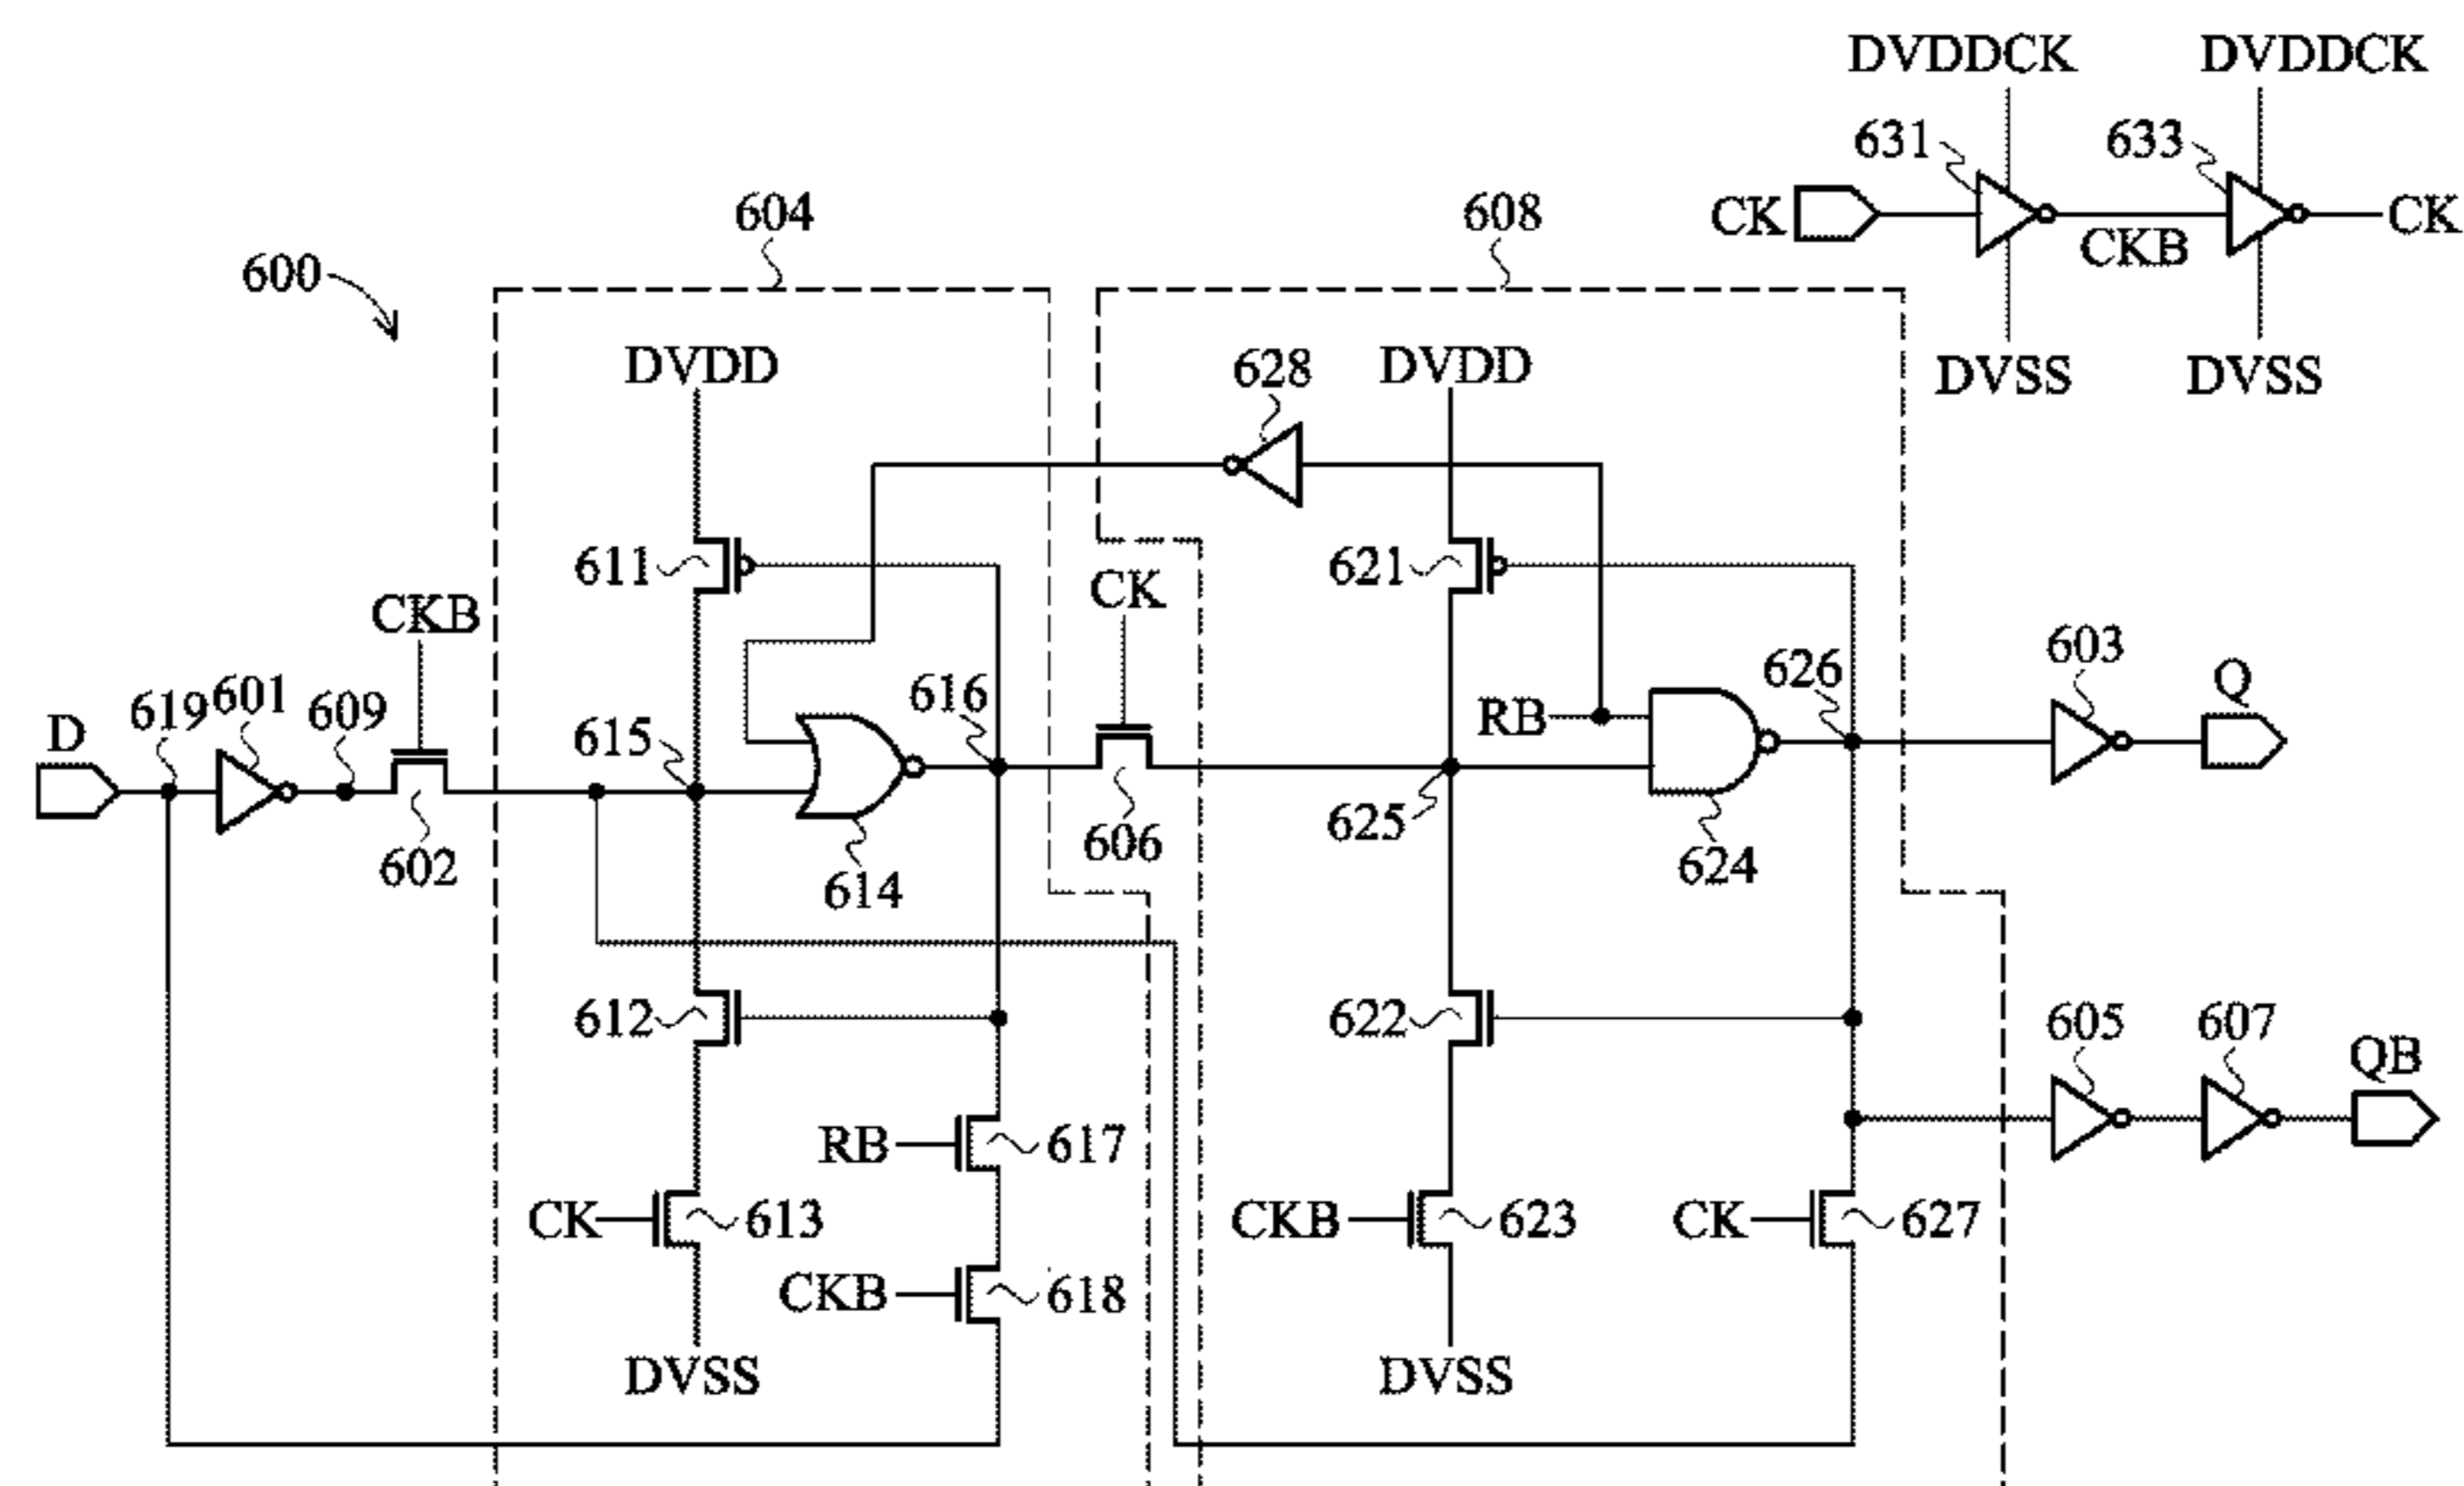 DVDDCK DVDDCK
631 633
604 608
CK CKB CK
600
DVDD 628 DVDD DVSS DVSS
611 621
CKB CK
603
D 619 601 609 615 616 RB 626 Q
602 606 625 624
614
612 622 605 607
QB
RB 617
CK 613 CKB 623 CK 627
CKB 618
DVSS DVSS